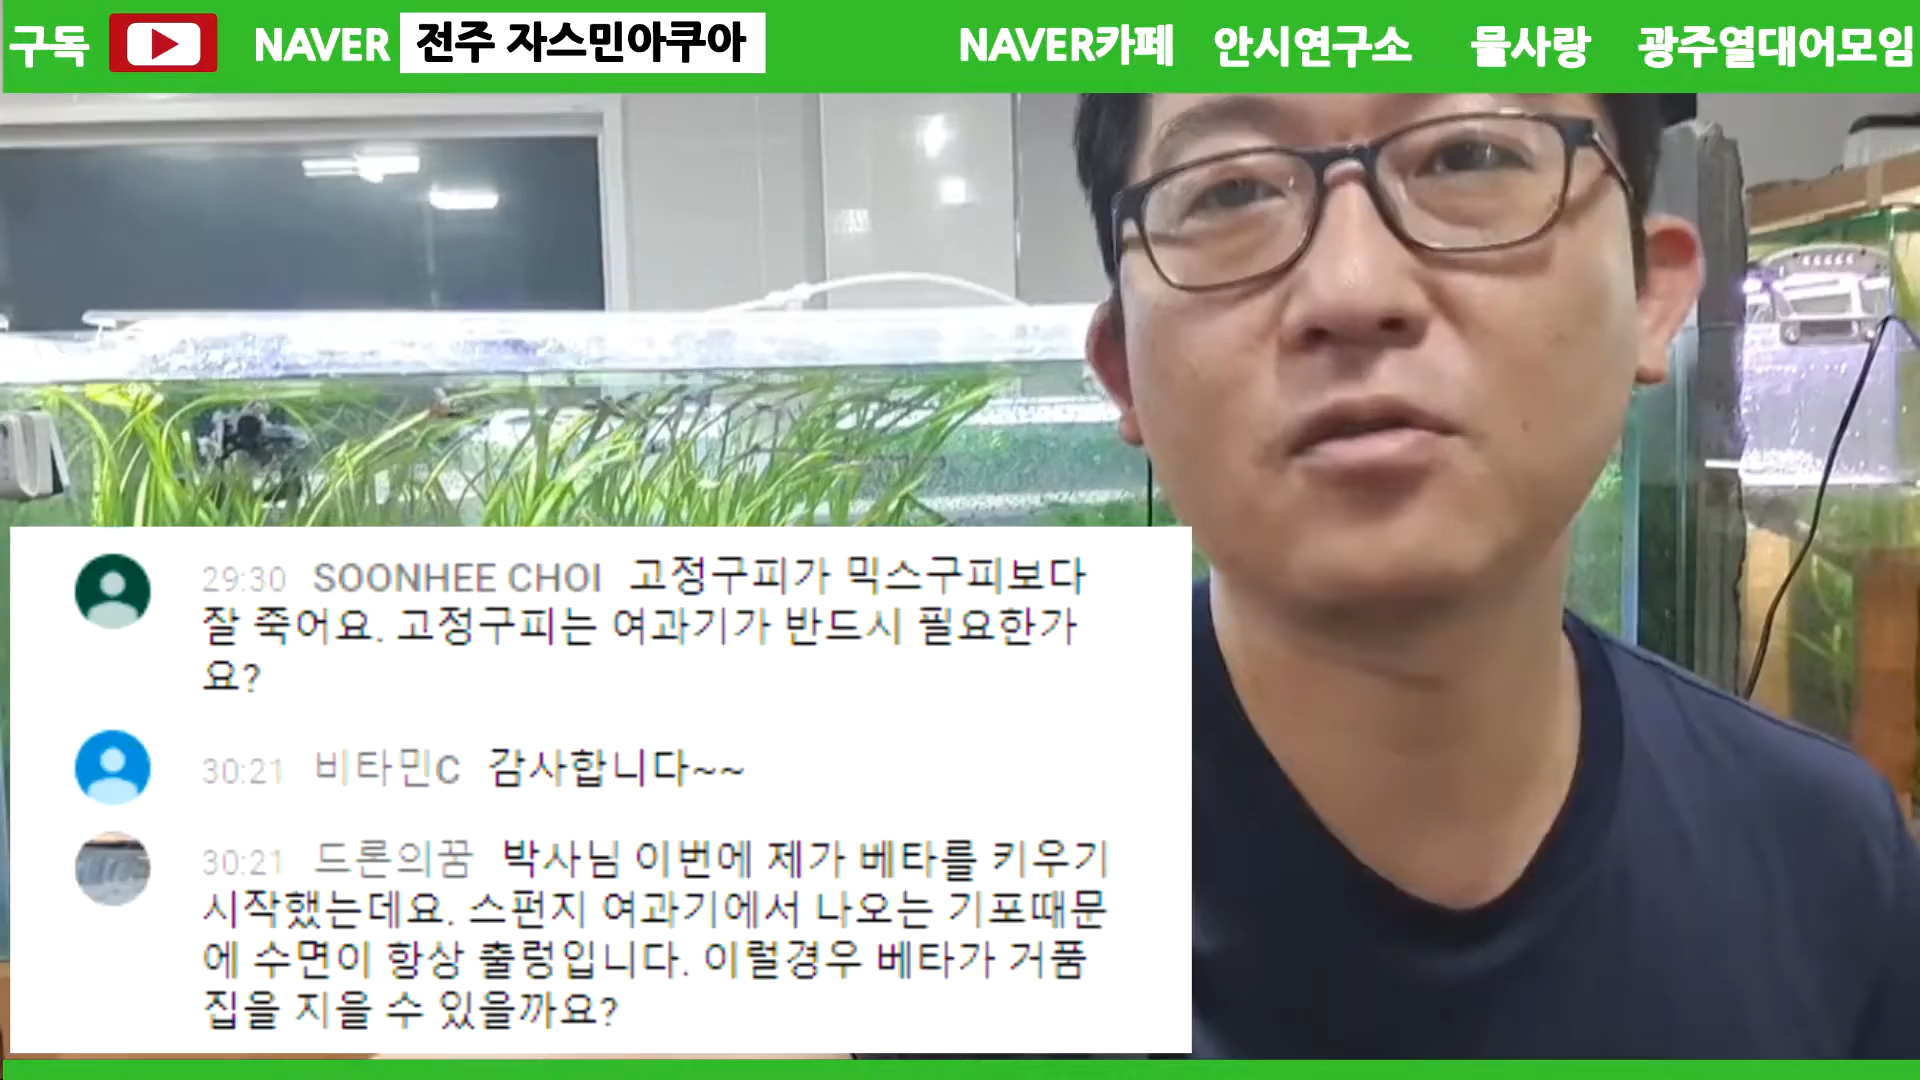 구독 NAVER 전주 자스민아쿠아 NAVER카페 안시연구소 물사랑 광주열대어모임
29:30 SOONHEE CHOI 고정구피가 믹스구피보다
잘 죽어요. 고정구피는 여과기가 반드시 필요한가
요?
30:21 비타민C 감사합니다~~
30:21 드론의꿈 박사님 이번에 제가 베타를 키우기
시작했는데요. 스펀지 여과기에서 나오는 기포때문
에 수면이 항상 출렁입니다. 이럴경우 베타가 거품
집을 지을 수 있을까요?